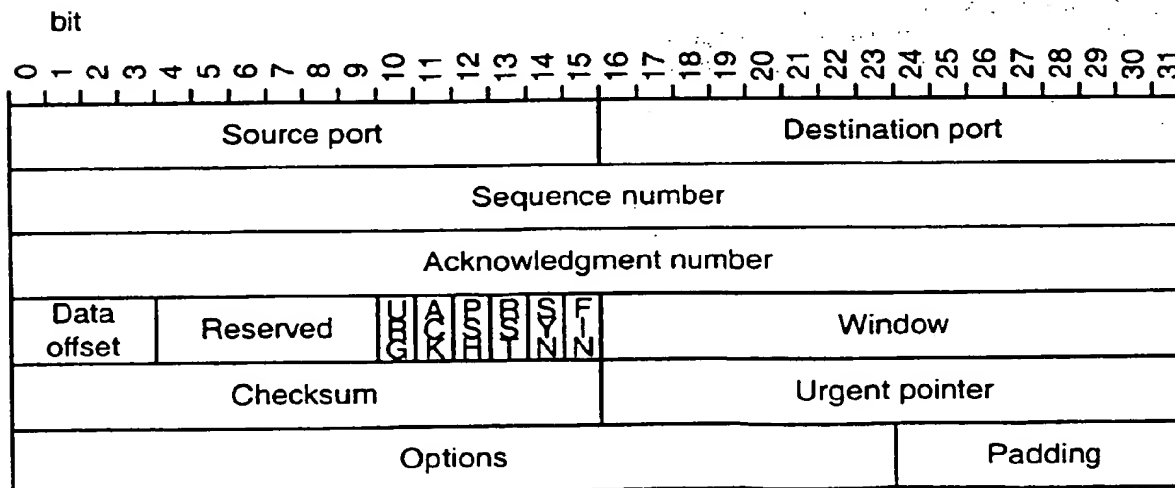 bit
0 1 2 3 4 5 6 7 8 9 10 11 12 13 14 15 16 17 18 19 20 21 22 23 24 25 26 27 28 29 30 31
Source port Destination port
Sequence number
Acknowledgment number
Data offset Reserved URG ACK PSH RST SYN FIN Window
Checksum Urgent pointer
Options Padding